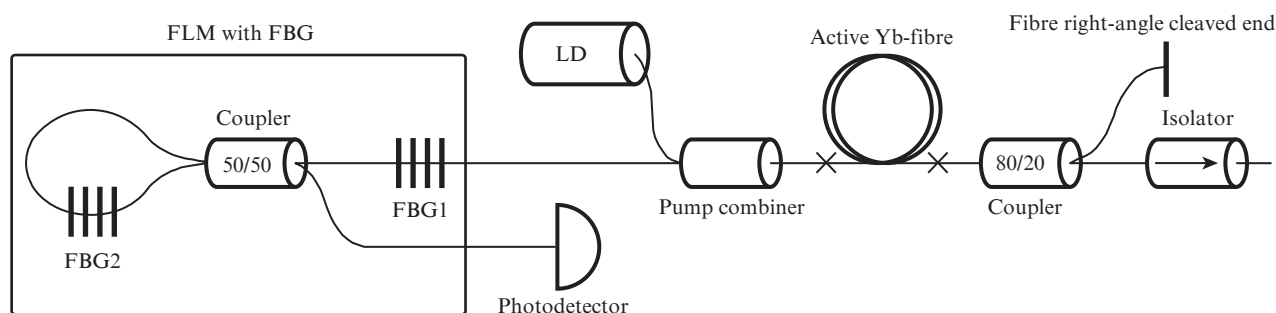 FLM with FBG
LD
Active Yb-fibre
Fibre right-angle cleaved end
Coupler
Isolator
50/50
80/20
FBG1
Pump combiner
Coupler
FBG2
Photodetector